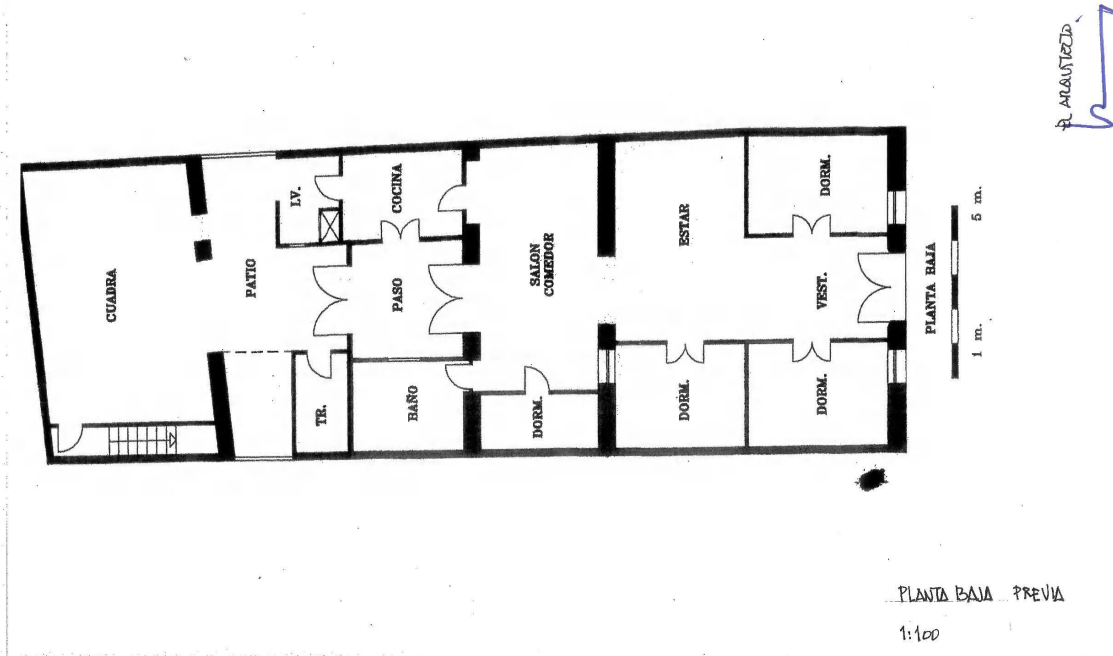 EL ARQUITECTO.
CUADRA
PATIO
LV.
COCINA
PASO
TR.
BAÑO
SALON
COMEDOR
DORM.
ESTAR
DORM.
DORM.
VEST.
DORM.
PLANTA BAJA
1 m.
5 m.
PLANTA BAJA PREVIA
1:100